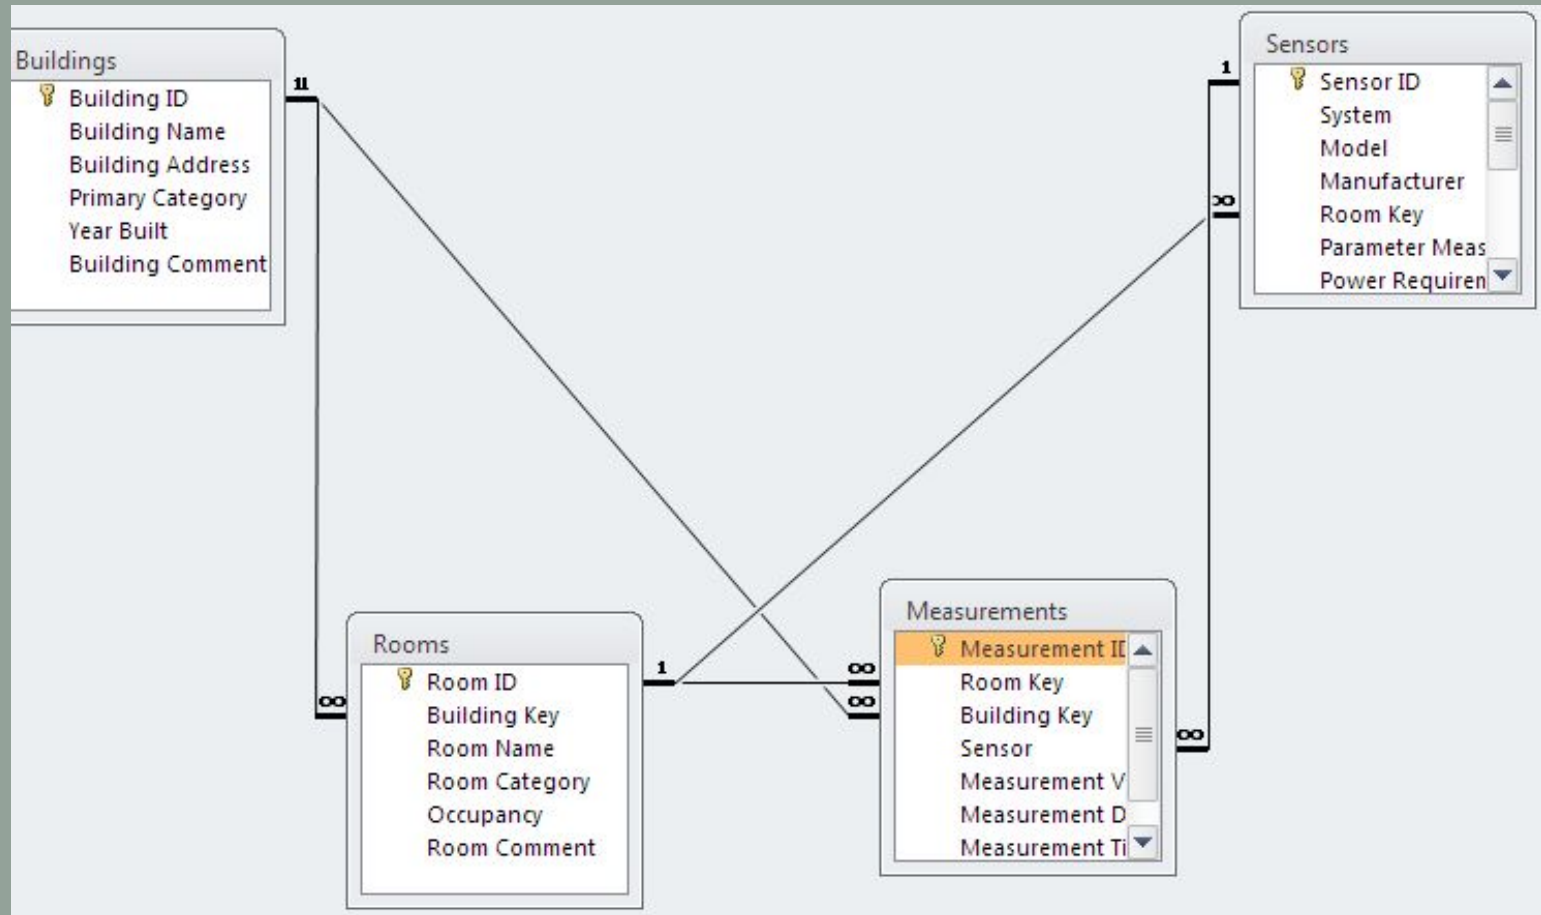 Buildings
Building ID
Building Name
Building Address
Primary Category
Year Built
Building Comment
1
1
∞
Sensors
Sensor ID
System
Model
Manufacturer
Room Key
Parameter Meas
Power Requiren
1
∞
Rooms
Room ID
Building Key
Room Name
Room Category
Occupancy
Room Comment
1
∞
∞
Measurements
Measurement ID
Room Key
Building Key
Sensor
Measurement V
Measurement D
Measurement Ti
∞